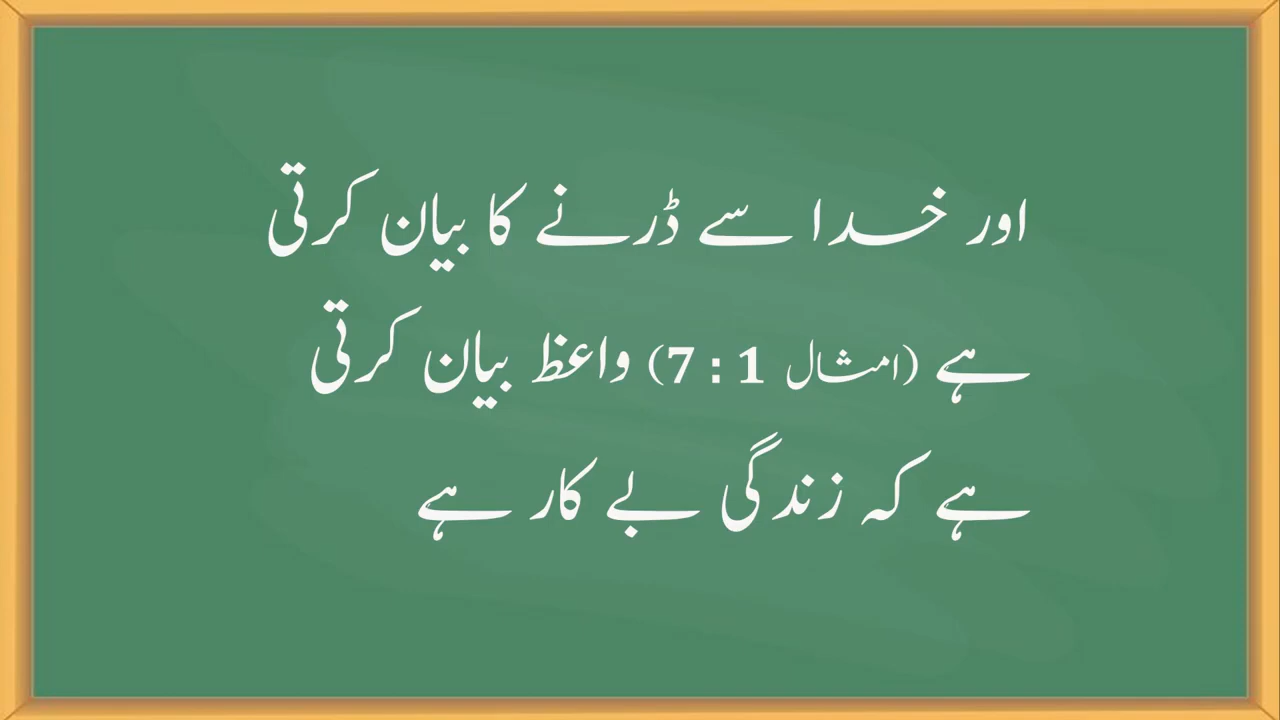 اور خدا سے ڈرنے کا بیان کرتی
ہے (امثال 1 : 7) واعظ بیان کرتی
ہے کہ زندگی بے کار ہے